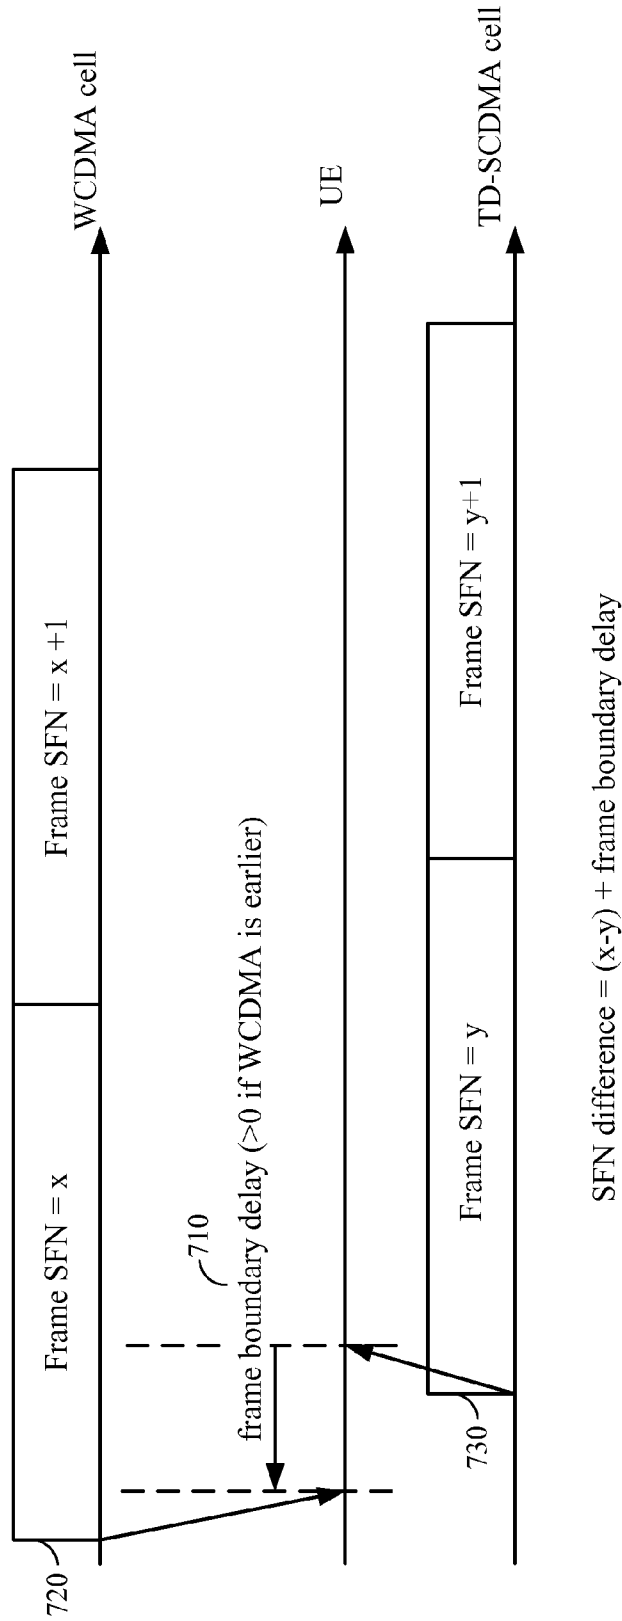 720
Frame SFN = x
Frame SFN = x +1
WCDMA cell
710
frame boundary delay (>0 if WCDMA is earlier)
UE
730
Frame SFN = y
Frame SFN = y+1
TD-SCDMA cell
SFN difference = (x-y) + frame boundary delay